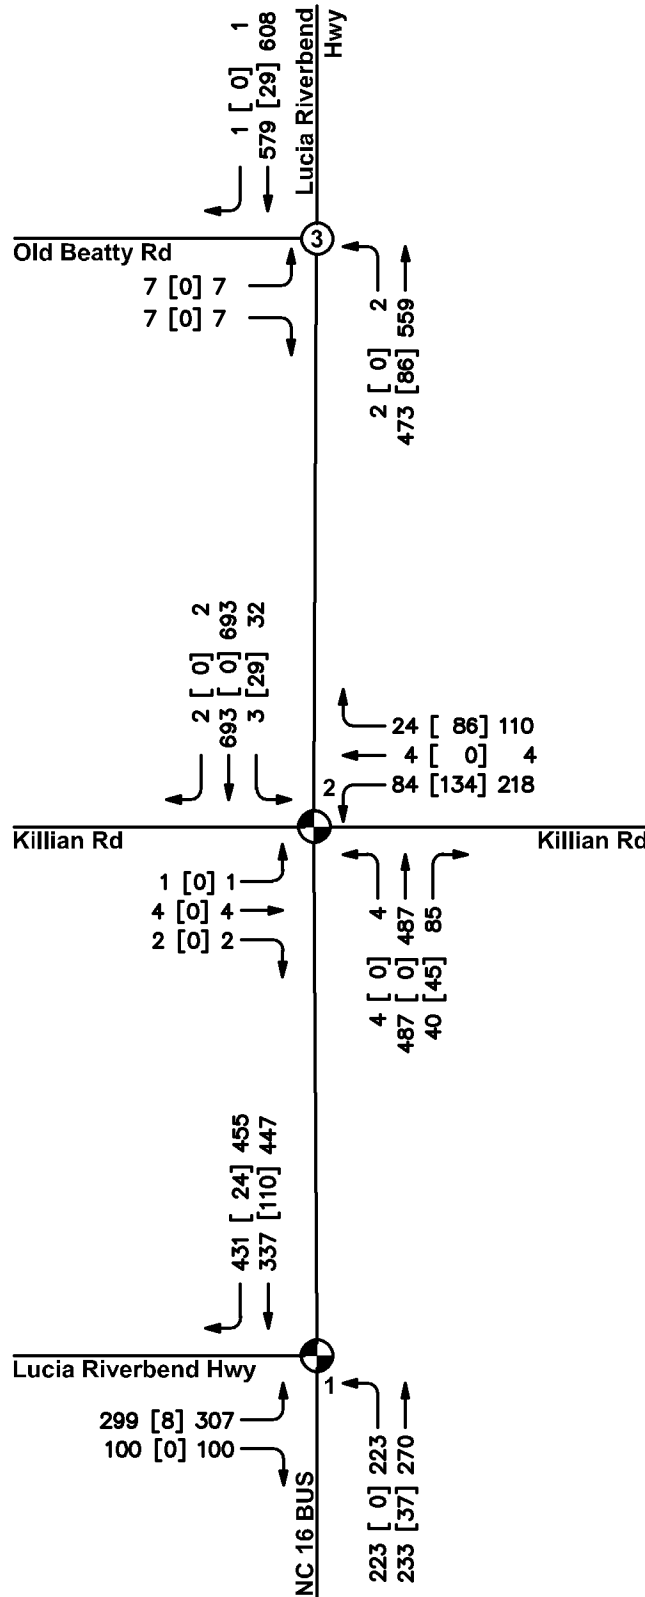 1 [ 0] 1
579 [29] 608
Lucia Riverbend
Hwy
3
Old Beatty Rd
7 [0] 7
7 [0] 7
2 [ 0] 2
473 [86] 559
2 [ 0] 2
693 [ 0] 693
3 [29] 32
24 [ 86] 110
4 [ 0] 4
84 [134] 218
2
Killian Rd
Killian Rd
1 [0] 1
4 [0] 4
2 [0] 2
4 [ 0] 4
487 [ 0] 487
40 [45] 85
431 [ 24] 455
337 [110] 447
Lucia Riverbend Hwy
1
299 [8] 307
100 [0] 100
NC 16 BUS
223 [ 0] 223
233 [37] 270